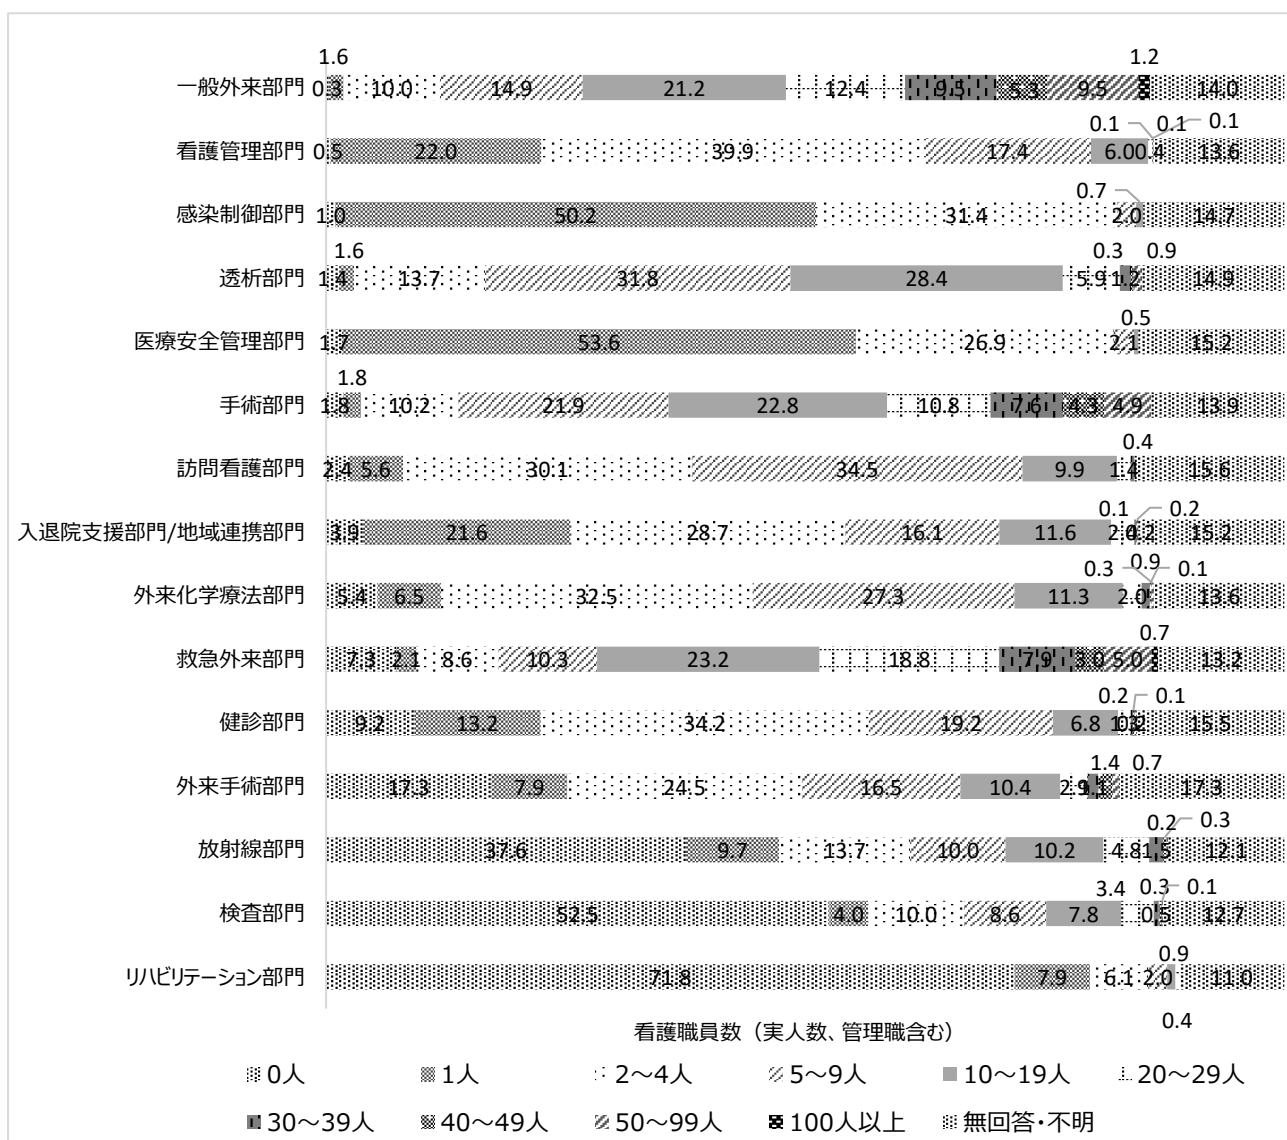 1.6 1.2
一般外来部門 0.3 10.0 14.9 21.2 12.4 9.5 5.3 9.5 14.0
0.1 0.1 0.1
看護管理部門 0.5 22.0 39.9 17.4 6.0 0.4 13.6
0.7
感染制御部門 1.0 50.2 31.4 2.0 14.7
1.6 0.3 0.9
透析部門 1.4 13.7 31.8 28.4 5.9 1.2 14.9
0.5
医療安全管理部門 1.7 53.6 26.9 2.1 15.2
1.8
手術部門 1.8 10.2 21.9 22.8 10.8 7.6 4.3 4.9 13.9
0.4
訪問看護部門 2.4 5.6 30.1 34.5 9.9 1.4 15.6
0.1 0.2
入退院支援部門/地域連携部門 3.9 21.6 28.7 16.1 11.6 2.0 0.2 15.2
0.3 0.9 0.1
外来化学療法部門 5.4 6.5 32.5 27.3 11.3 2.0 13.6
0.7
救急外来部門 7.3 2.1 8.6 10.3 23.2 18.8 7.9 3.0 5.0 13.2
0.2 0.1
健診部門 9.2 13.2 34.2 19.2 6.8 15.5
1.4 0.7
外来手術部門 17.3 7.9 24.5 16.5 10.4 2.9 1.1 17.3
0.2 0.3
放射線部門 37.6 9.7 13.7 10.0 10.2 4.8 1.5 12.1
3.4 0.3 0.1
検査部門 52.5 4.0 10.0 8.6 7.8 0.5 12.7
0.9
リハビリテーション部門 71.8 7.9 6.1 2.0 11.0
0.4
看護職員数（実人数、管理職含む）
0人 1人 2～4人 5～9人 10～19人 20～29人
30～39人 40～49人 50～99人 100人以上 無回答・不明